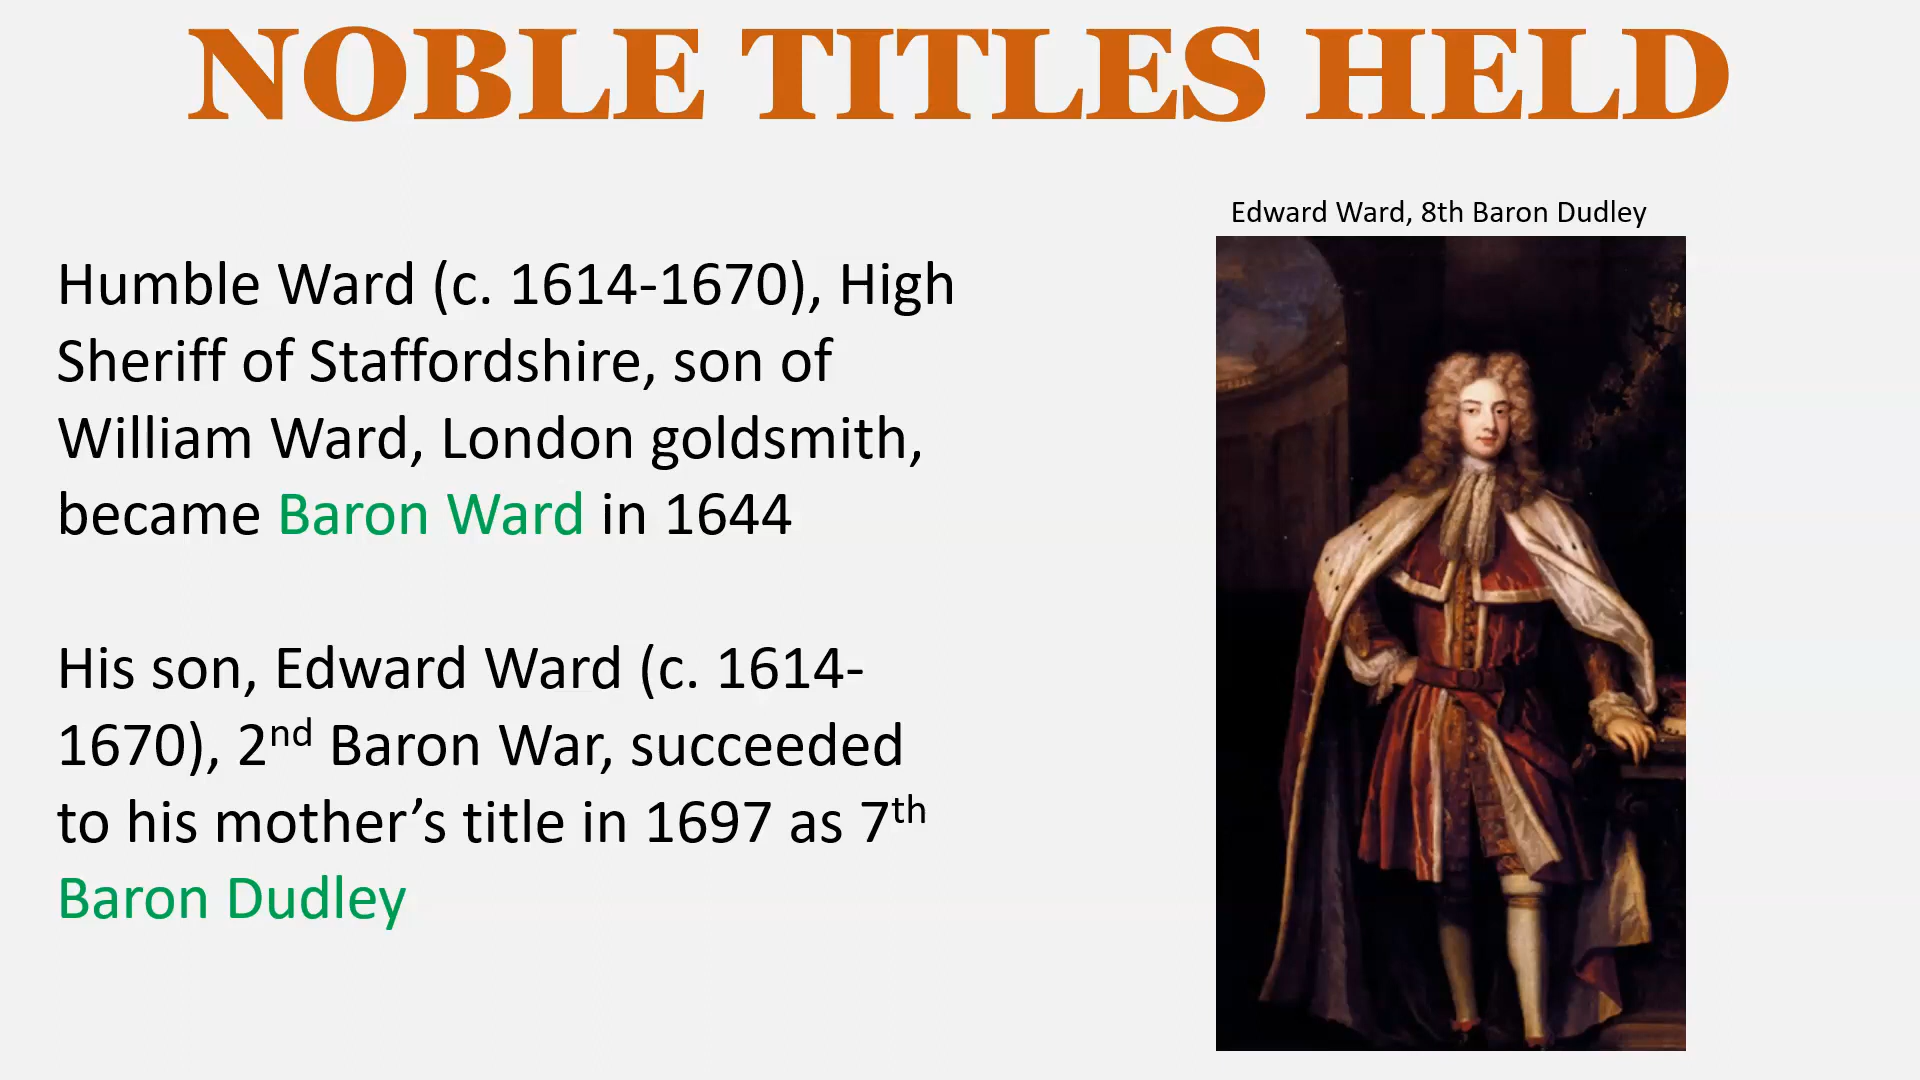 NOBLE TITLES HELD
Edward Ward, 8th Baron Dudley
Humble Ward (c. 1614-1670), High
Sheriff of Staffordshire, son of
William Ward, London goldsmith,
became Baron Ward in 1644
His son, Edward Ward (c. 1614-
1670), 2nd Baron War, succeeded
to his mother’s title in 1697 as 7th
Baron Dudley